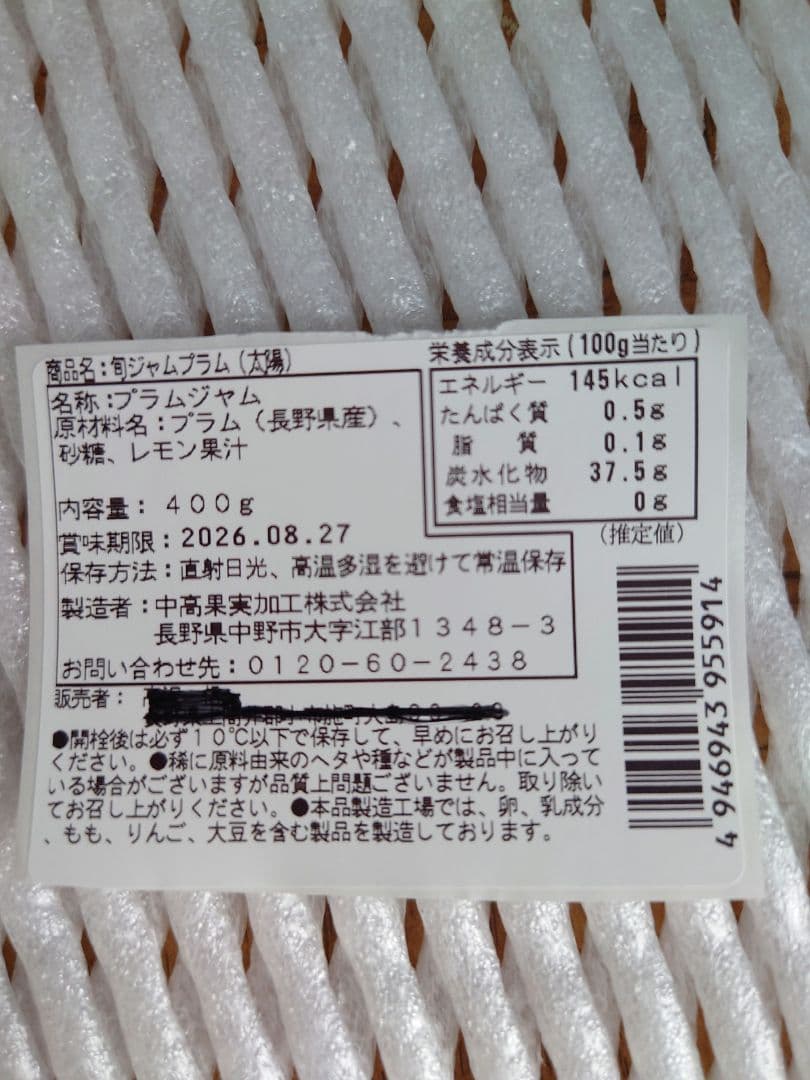 商品名:旬ジャムプラム(太陽)
名称:プラムジャム
原材料名:プラム(長野県産)、
砂糖、レモン果汁
内容量:400g
賞味期限:2026.08.27
保存方法:直射日光、高温多湿を避けて常温保存
製造者:中高果実加工株式会社
長野県中野市大字江部1348-3
お問い合わせ先:0120-60-2438
販売者:
栄養成分表示(100g当たり)
エネルギー 145kcal
たんぱく質 0.5g
脂 質 0.1g
炭水化物 37.5g
食塩相当量 0g
(推定値)
●開栓後は必ず10℃以下で保存して、早めにお召し上がり
ください。●稀に原料由来のヘタや種などが製品中に入って
いる場合がございますが品質上問題ございません。取り除い
てお召し上がりください。●本品製造工場では、卵、乳成分
、もも、りんご、大豆を含む製品を製造しております。
4 946943 955914